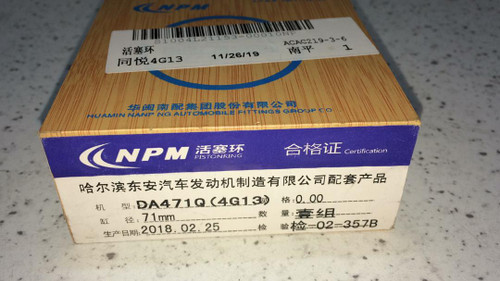 NPM
活塞环
同悦4G13
11/26/19
ACAC219-3-6
南平 1
华闽南配集团股份有限公司
HUAMIN NANPING AUTOMOBILE FITTINGS GROUP CO.
NPM 活塞环 PISTONKING 合格证 Certification
哈尔滨东安汽车发动机制造有限公司配套产品
机 型: DA471Q(4G13) 格: 0.00
缸 径: 71mm 数 量: 壹组
生产日期: 2018.02.25 检 验: 检-02-357B